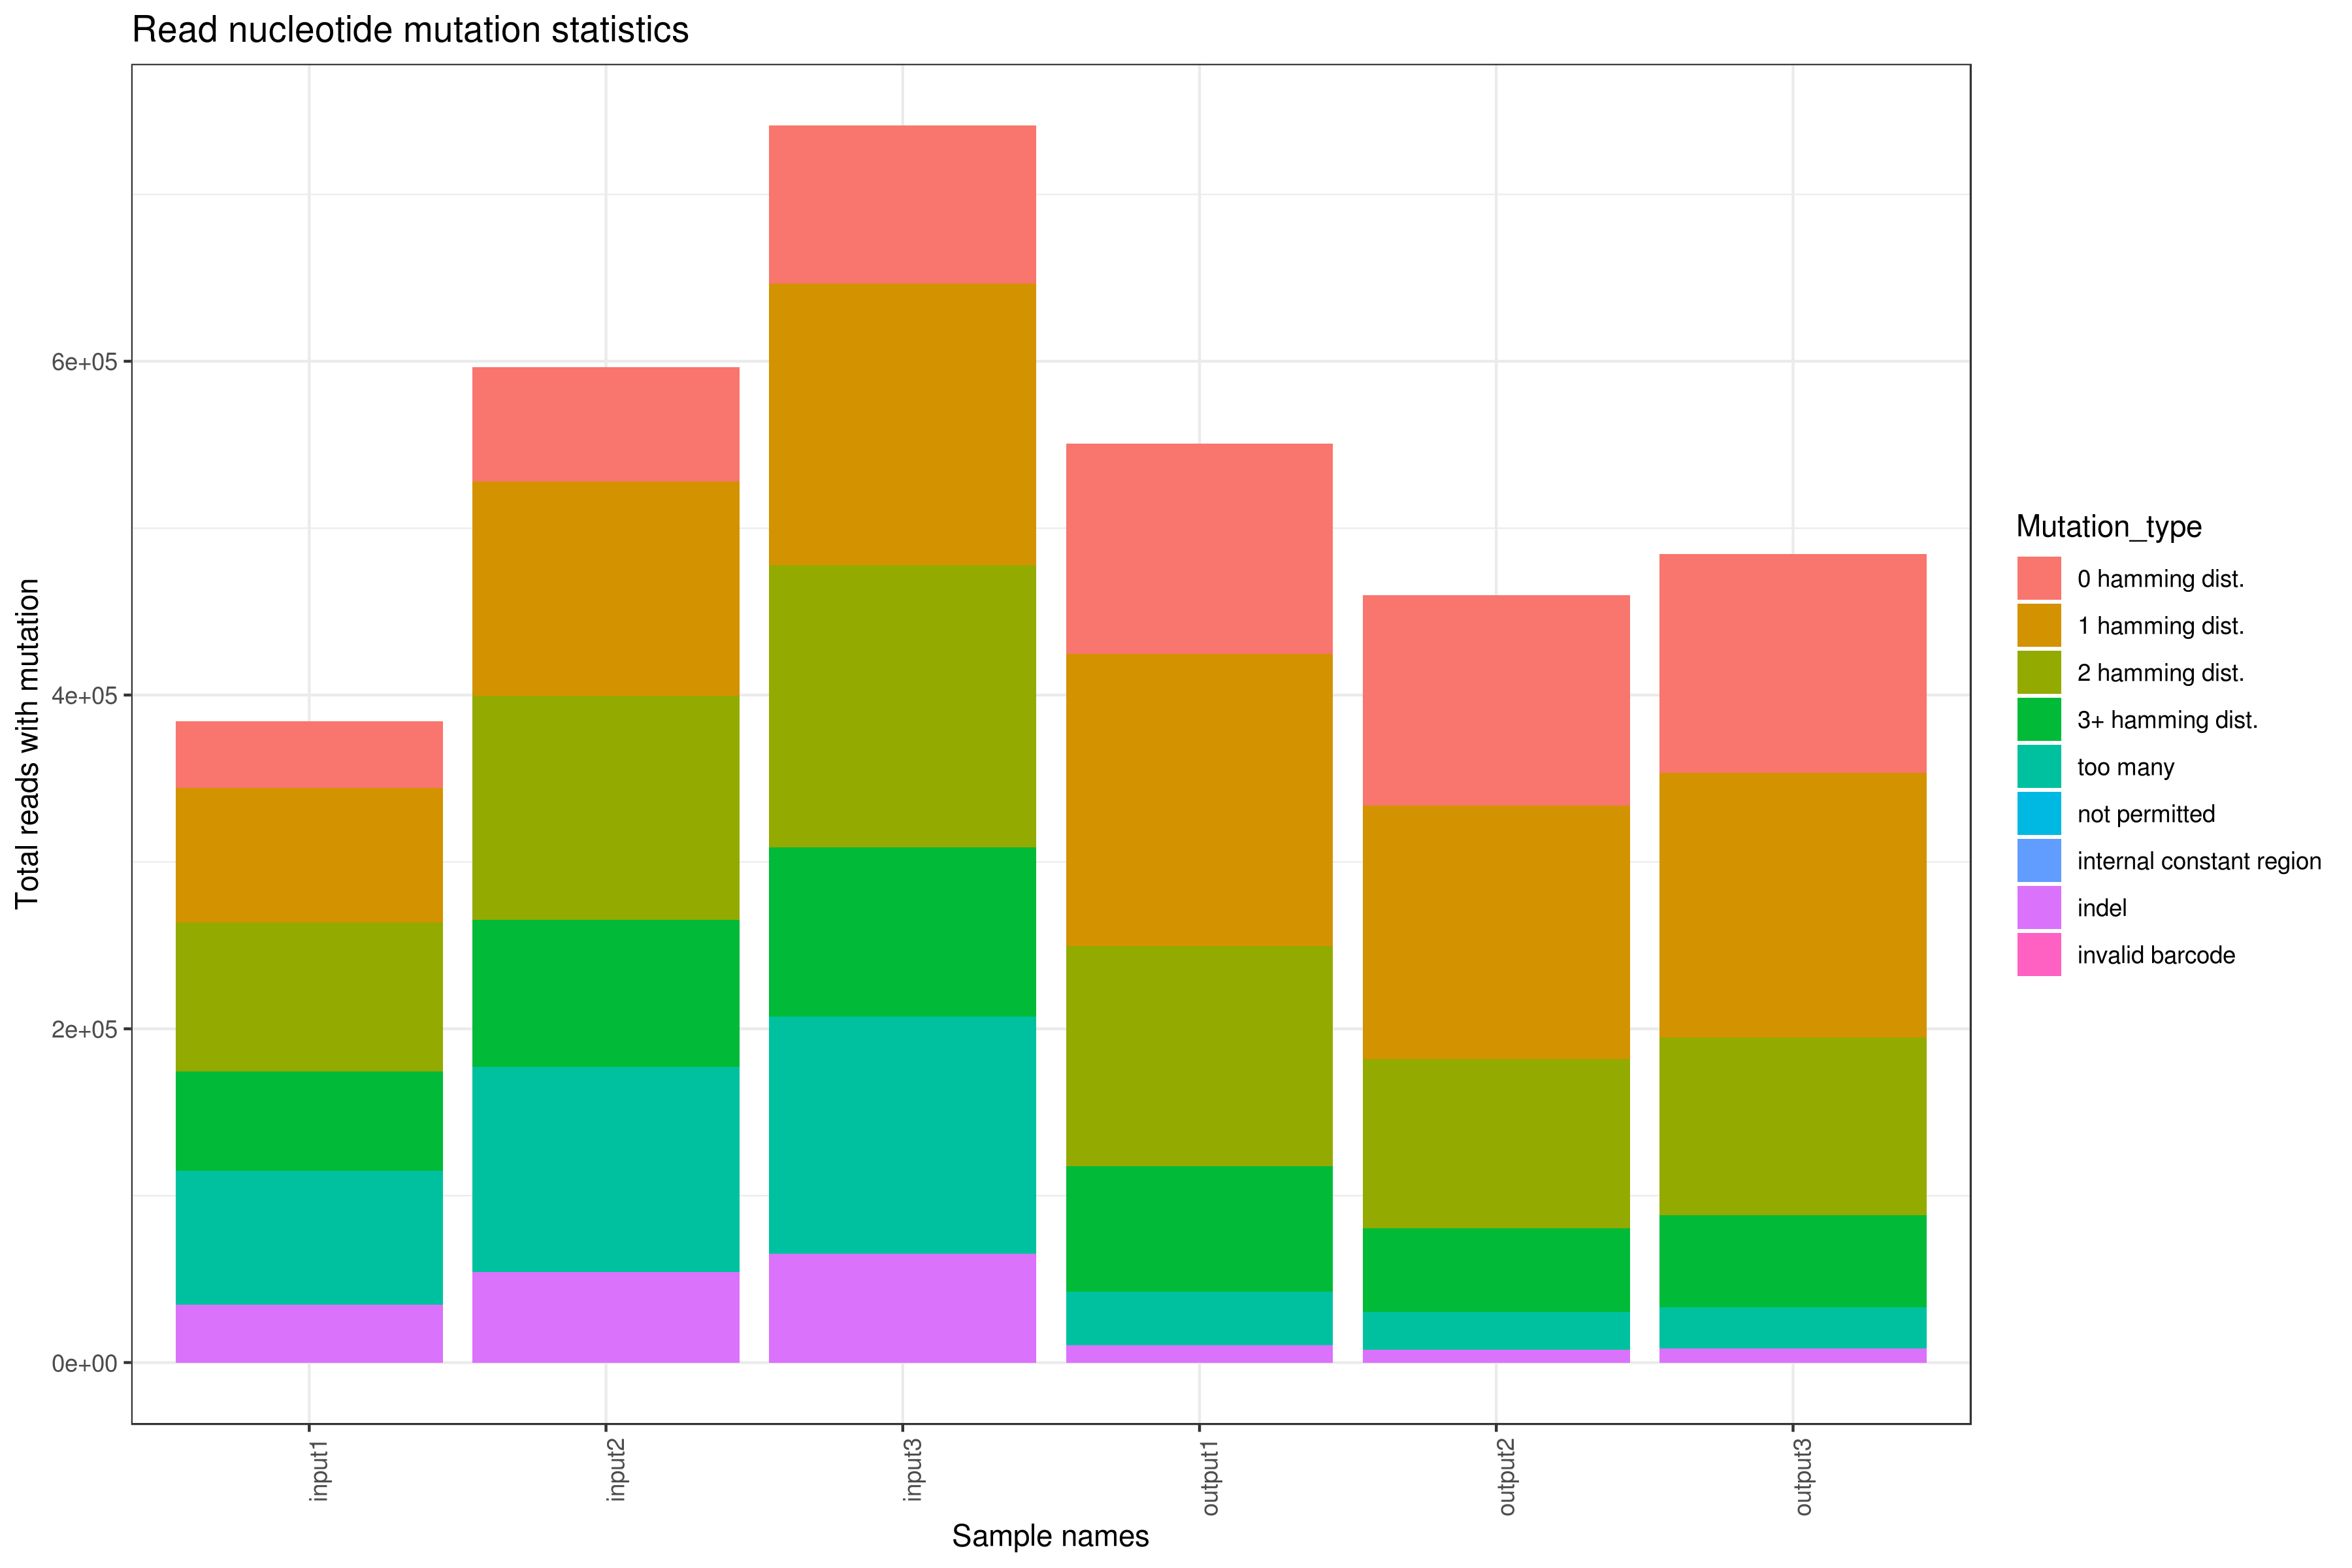 Read nucleotide mutation statistics
Total reads with mutation
6e+05
4e+05
2e+05
0e+00
input1
input2
input3
output1
output2
output3
Sample names
Mutation_type
0 hamming dist.
1 hamming dist.
2 hamming dist.
3+ hamming dist.
too many
not permitted
internal constant region
indel
invalid barcode